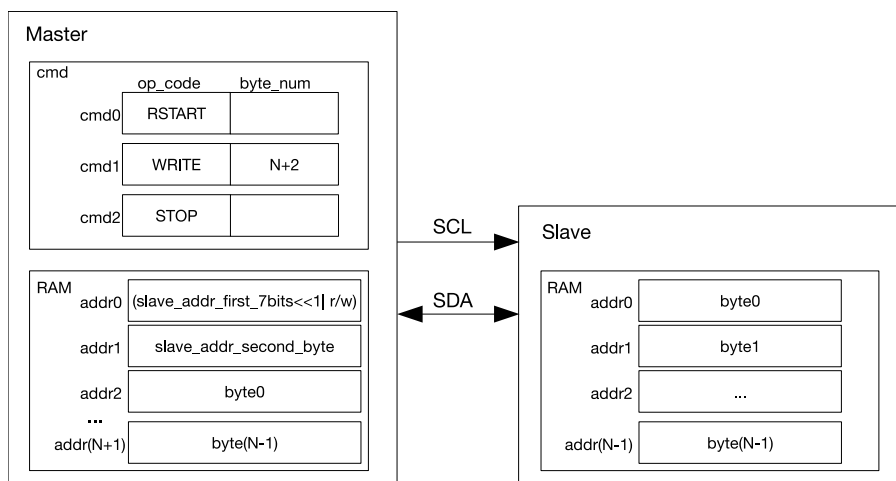 Master
cmd
op_code byte_num
cmd0 RSTART
cmd1 WRITE N+2
cmd2 STOP
RAM
addr0 (slave_addr_first_7bits<<1| r/w)
addr1 slave_addr_second_byte
addr2 byte0
...
addr(N+1) byte(N-1)
SCL
SDA
Slave
RAM
addr0 byte0
addr1 byte1
addr2 ...
addr(N-1) byte(N-1)